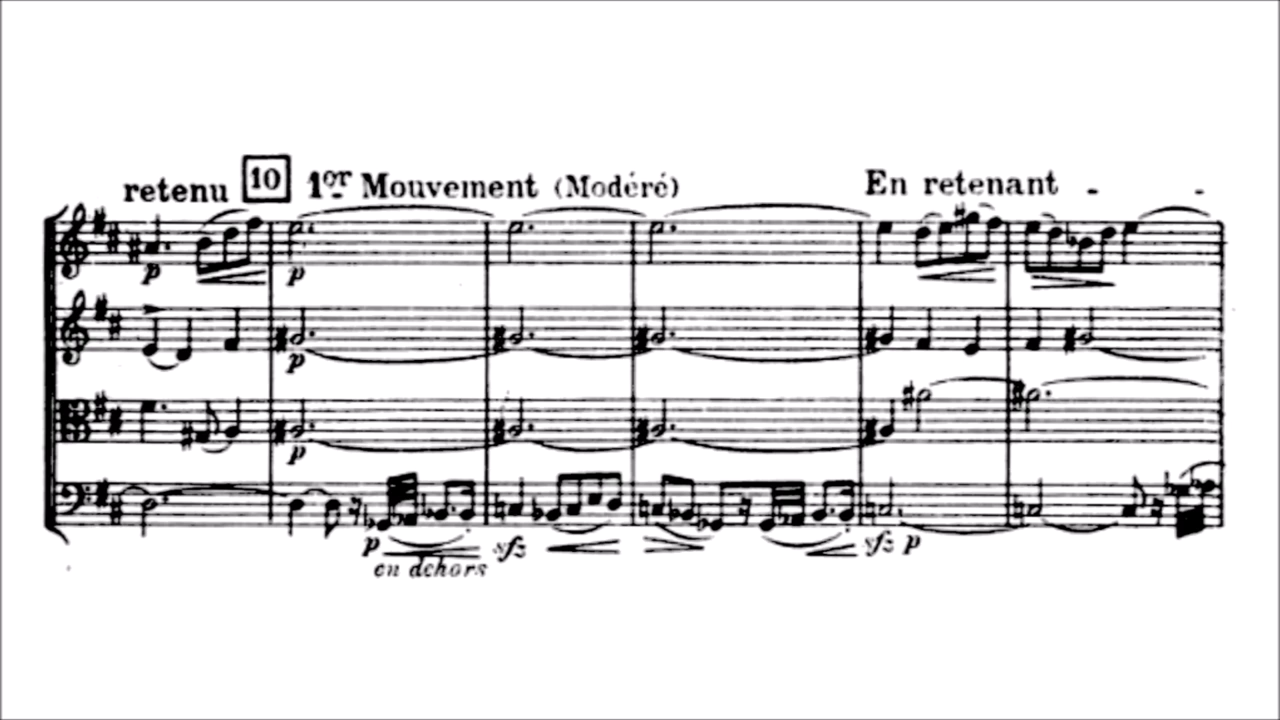 retenu 10 1er Mouvement (Modéré) En retenant - -
p p
p
p
p sfz sfz p
en dehors